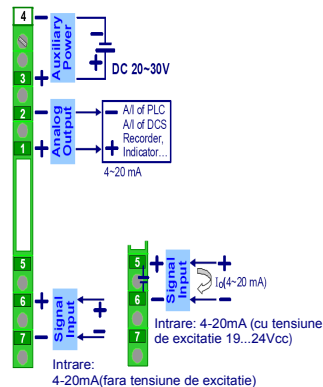 4
Auxiliary
Power
3
DC 20~30V
2
Analog
Output
1
A/I of PLC
A/I of DCS
Recorder,
Indicator...
4~20 mA
5
6
Signal
Input
7
Intrare:
4-20mA(fara tensiune de excitatie)
5
Signal
Input
Io(4~20 mA)
6
7
Intrare: 4-20mA (cu tensiune
de excitatie 19...24Vcc)